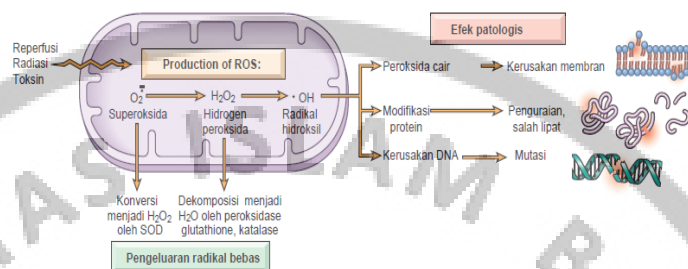 Efek patologis
Reperfusi
Radiasi
Toksin
Production of ROS:
O₂⁻ H₂O₂ • OH
Superoksida Hidrogen peroksida Radikal hidroksil
Peroksida cair Kerusakan membran
Modifikasi protein Penguraian, salah lipat
Kerusakan DNA Mutasi
Konversi
menjadi H₂O₂
oleh SOD
Dekomposisi menjadi
H₂O oleh peroksidase
glutathione, katalase
Pengeluaran radikal bebas
AS ISLAM R